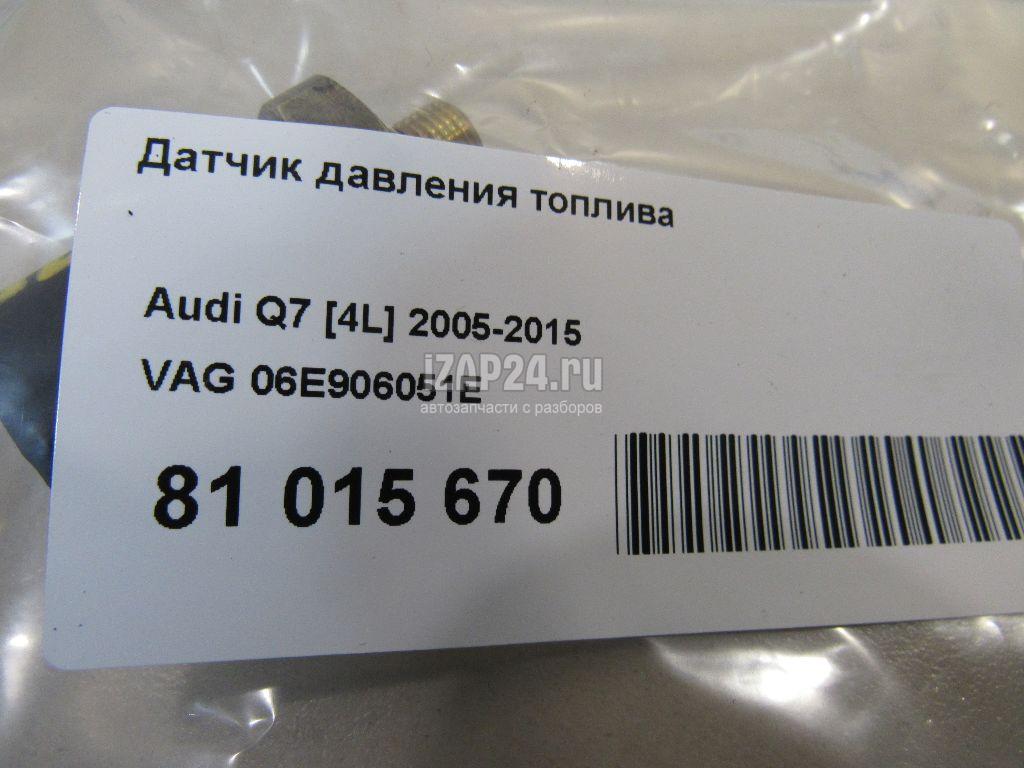 Датчик давления топлива
Audi Q7 [4L] 2005-2015
VAG 06E906051E
iZAP24.ru
автозапчасти с разборов
81 015 670